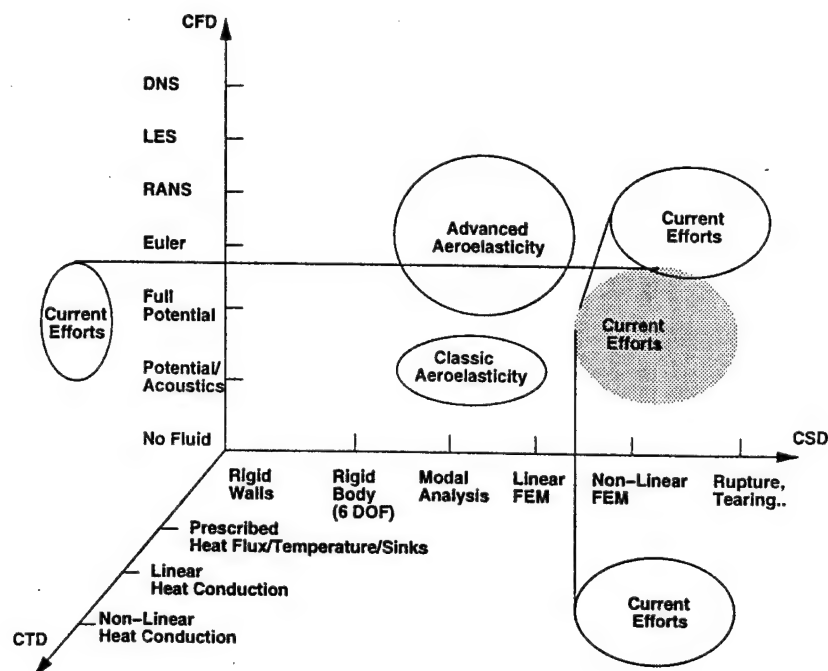 CFD
DNS
LES
RANS
Euler
Full
Potential
Potential/
Acoustics
No Fluid
Advanced
Aeroelasticity
Current
Efforts
Current
Efforts
Current
Efforts
Classic
Aeroelasticity
CSD
Rigid
Walls
Rigid
Body
(6 DOF)
Modal
Analysis
Linear
FEM
Non-Linear
FEM
Rupture,
Tearing..
Prescribed
Heat Flux/Temperature/Sinks
Linear
Heat Conduction
Non-Linear
Heat Conduction
CTD
Current
Efforts